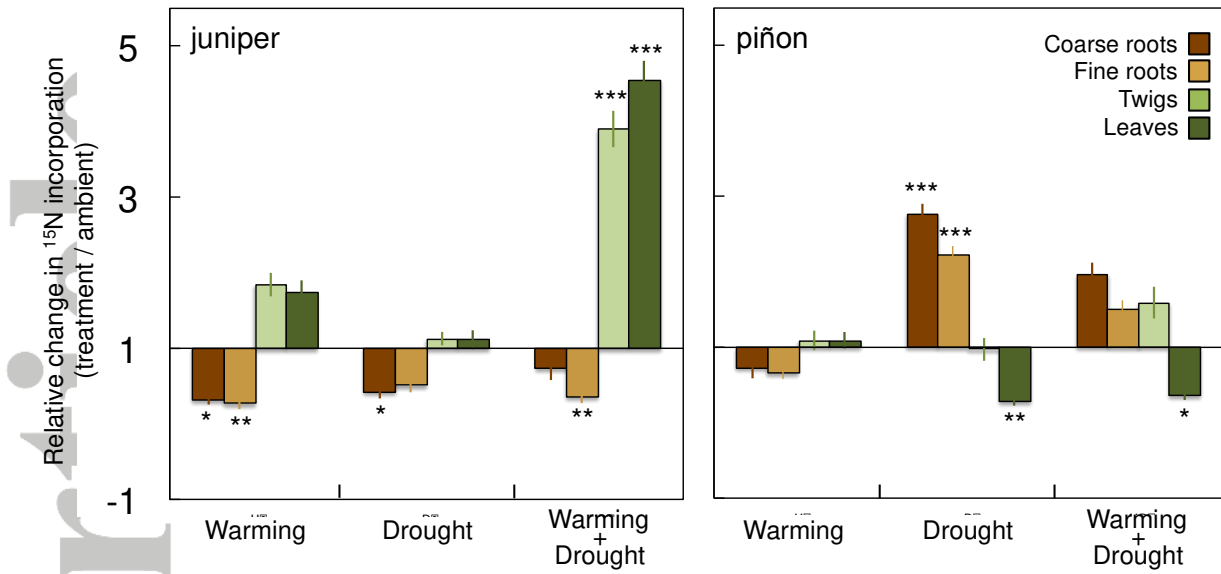 Relative change in ¹⁵N incorporation
(treatment / ambient)
5
3
1
-1
juniper
***
***
*
**
*
**
Warming
Drought
Warming
+
Drought
piñon
Coarse roots
Fine roots
Twigs
Leaves
***
***
**
*
Warming
Drought
Warming
+
Drought